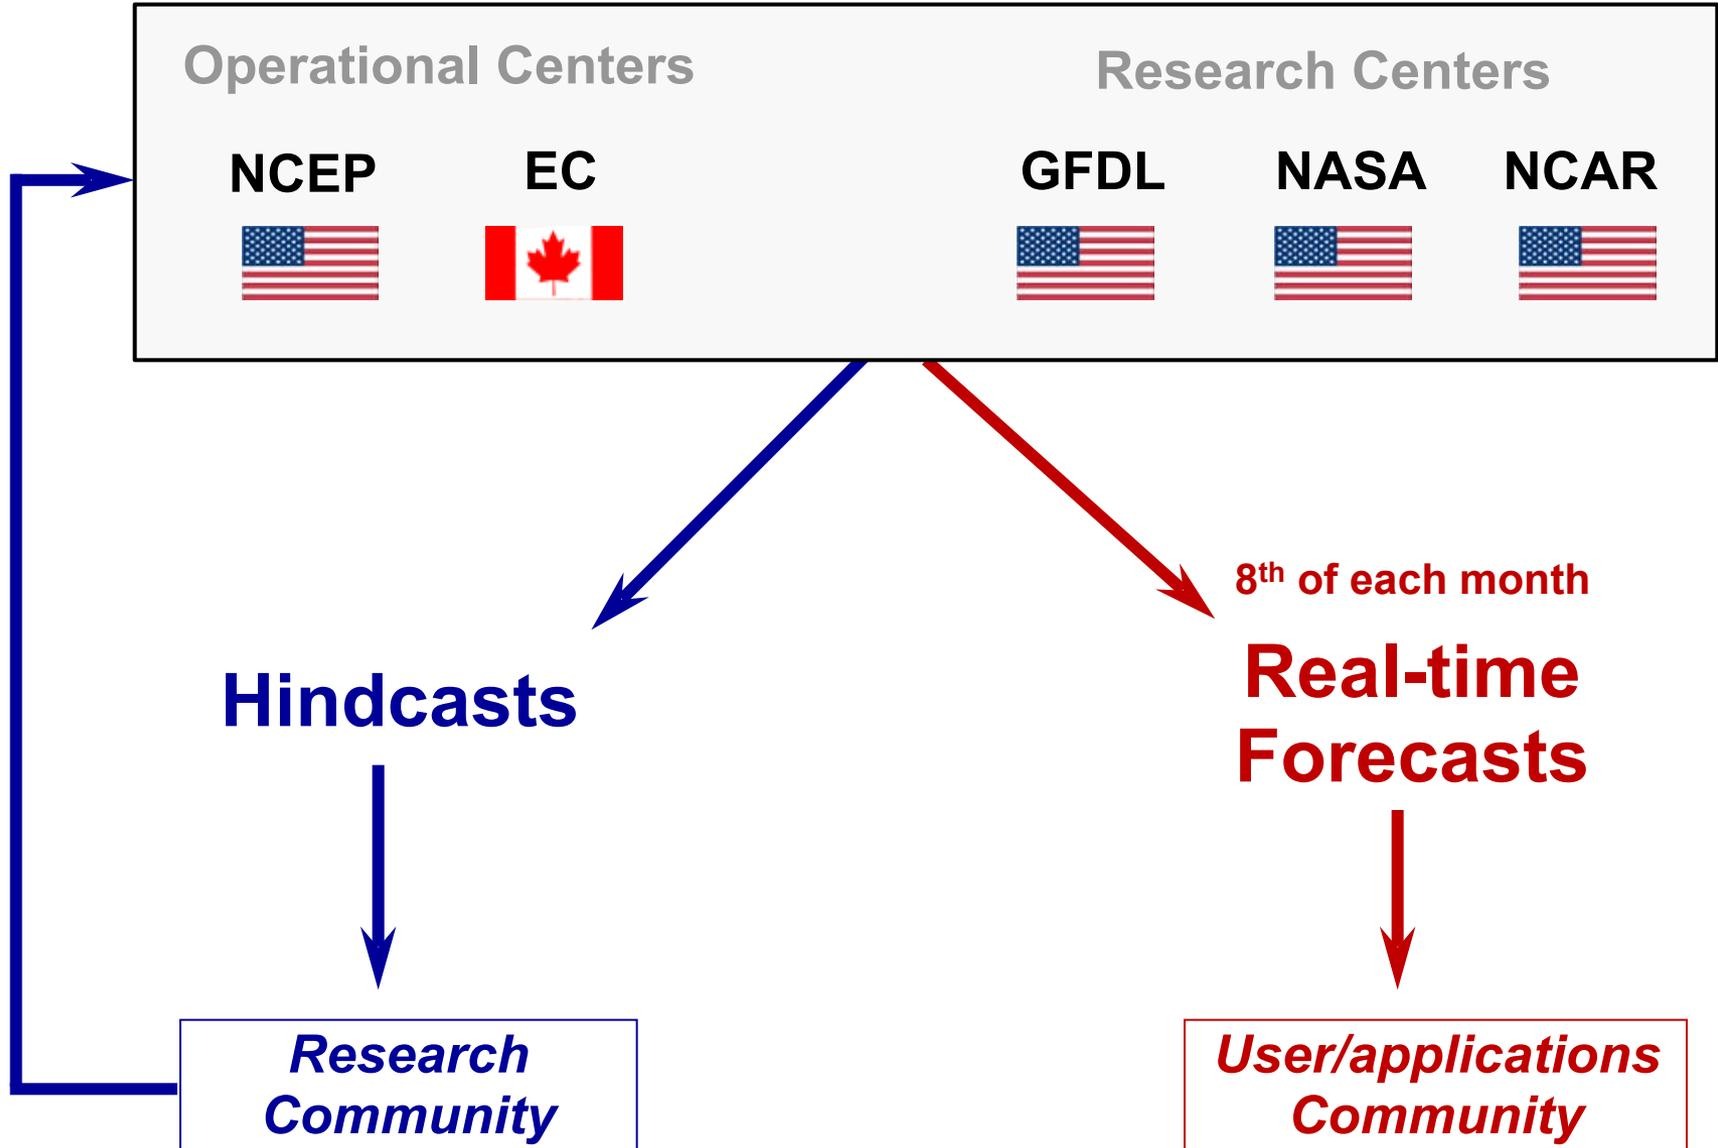 Operational Centers
Research Centers
NCEP EC GFDL NASA NCAR
8th of each month
Hindcasts
Real-time
Forecasts
Research
Community
User/applications
Community